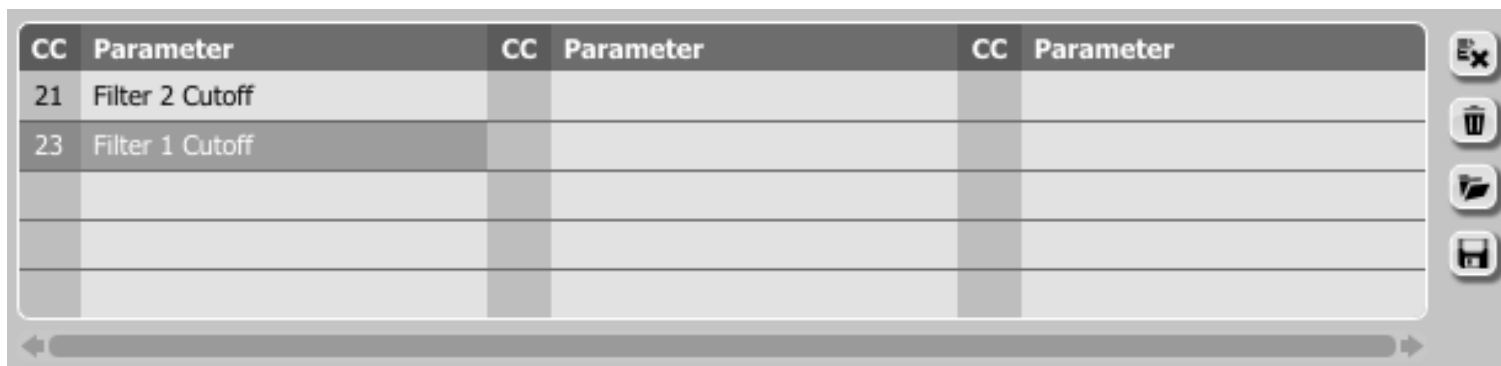 CC Parameter CC Parameter CC Parameter
21 Filter 2 Cutoff
23 Filter 1 Cutoff